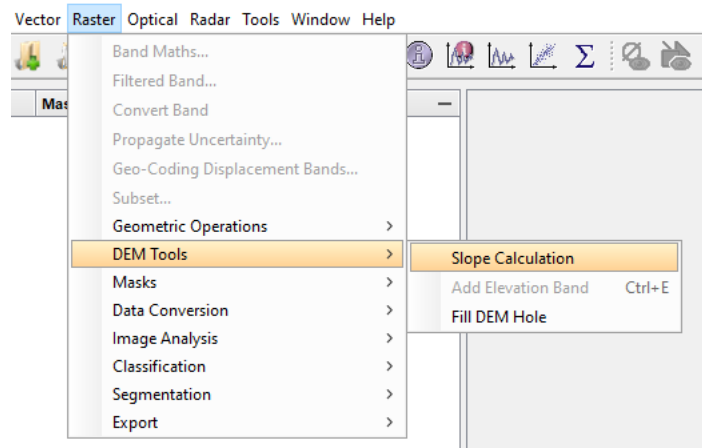 Vector Raster Optical Radar Tools Window Help
Band Maths...
Filtered Band...
Mas
Convert Band
Propagate Uncertainty...
Geo-Coding Displacement Bands...
Subset...
Geometric Operations
DEM Tools
Slope Calculation
Masks
Add Elevation Band Ctrl+E
Data Conversion
Fill DEM Hole
Image Analysis
Classification
Segmentation
Export